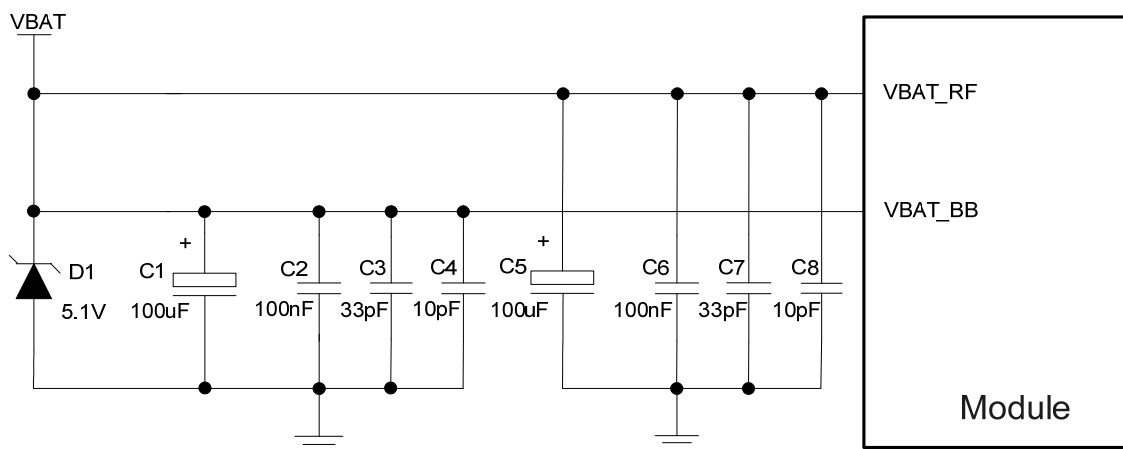 VBAT
VBAT_RF
VBAT_BB
+
+
D1
C1
C2
C3
C4
C5
C6
C7
C8
5.1V
100uF
100nF
33pF
10pF
100uF
100nF
33pF
10pF
Module